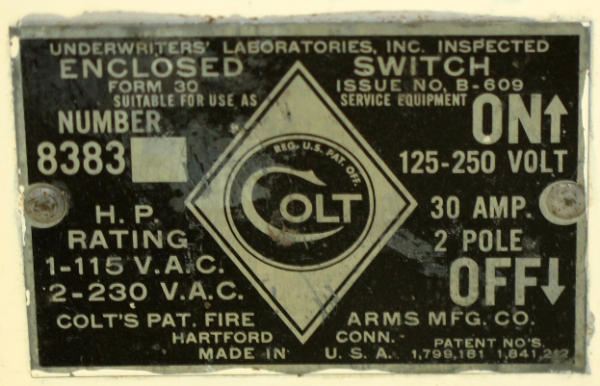 UNDERWRITERS' LABORATORIES, INC. INSPECTED
ENCLOSED SWITCH
FORM 30 ISSUE NO. B-609
SUITABLE FOR USE AS SERVICE EQUIPMENT
NUMBER
8383
ON↑
125-250 VOLT
REG. U.S. PAT. OFF.
COLT
H. P.
RATING
1-115 V.A.C.
2-230 V.A.C.
30 AMP.
2 POLE
OFF↓
COLT'S PAT. FIRE ARMS MFG. CO.
HARTFORD CONN.
MADE IN U. S. A.
PATENT NO'S.
1,799,181